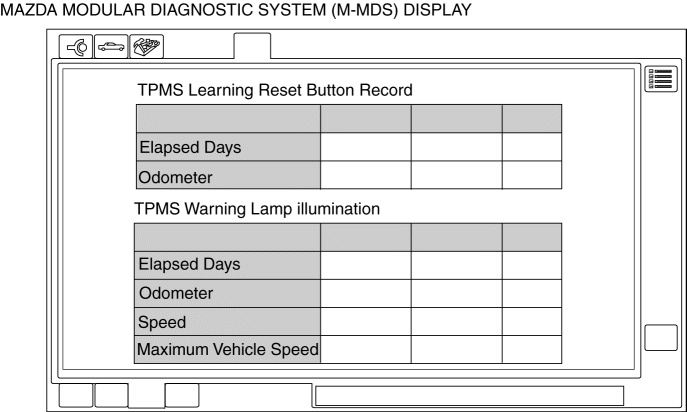 MAZDA MODULAR DIAGNOSTIC SYSTEM (M-MDS) DISPLAY
TPMS Learning Reset Button Record
Elapsed Days
Odometer
TPMS Warning Lamp illumination
Elapsed Days
Odometer
Speed
Maximum Vehicle Speed